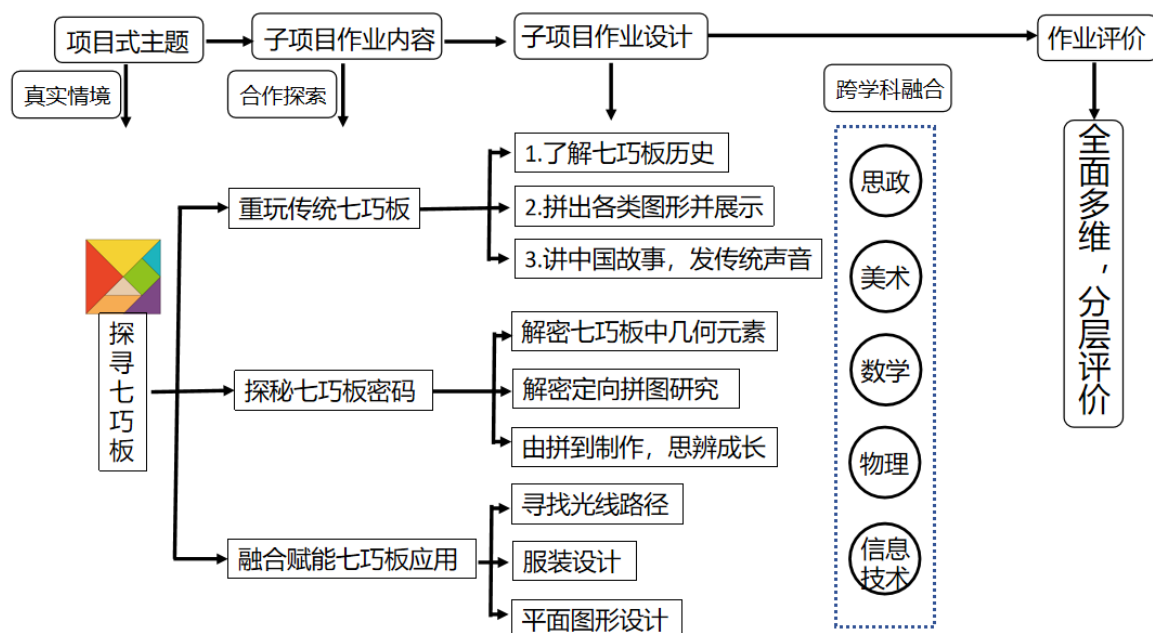 项目式主题
子项目作业内容
子项目作业设计
作业评价
真实情境
合作探索
跨学科融合
重玩传统七巧板
1.了解七巧板历史
2.拼出各类图形并展示
3.讲中国故事，发传统声音
探寻七巧板
探秘七巧板密码
解密七巧板中几何元素
解密定向拼图研究
由拼到制作，思辨成长
融合赋能七巧板应用
寻找光线路径
服装设计
平面图形设计
思政
美术
数学
物理
信息
技术
全面多维，分层评价